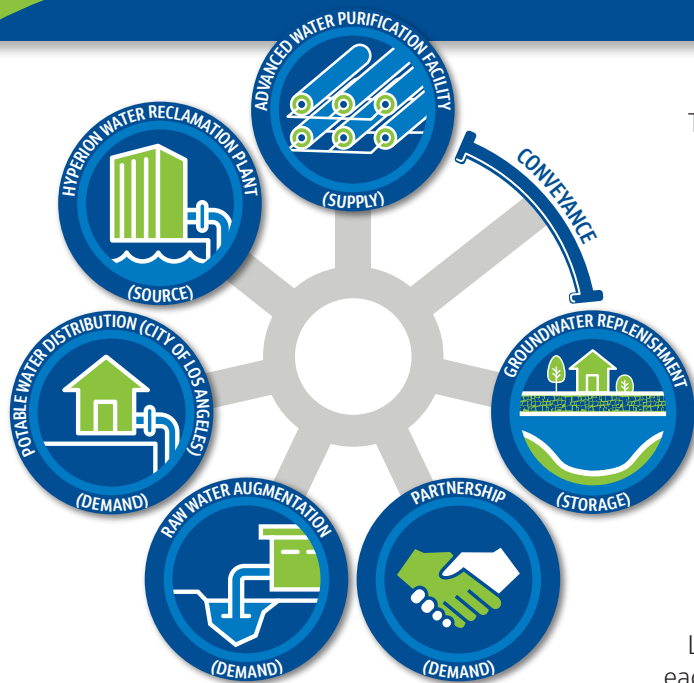 ADVANCED WATER PURIFICATION FACILITY
(SUPPLY)
CONVEYANCE
GROUNDWATER REPLENISHMENT
(STORAGE)
PARTNERSHIP
(DEMAND)
RAW WATER AUGMENTATION
(DEMAND)
POTABLE WATER DISTRIBUTION (CITY OF LOS ANGELES)
(DEMAND)
HYPERION WATER RECLAMATION PLANT
(SOURCE)